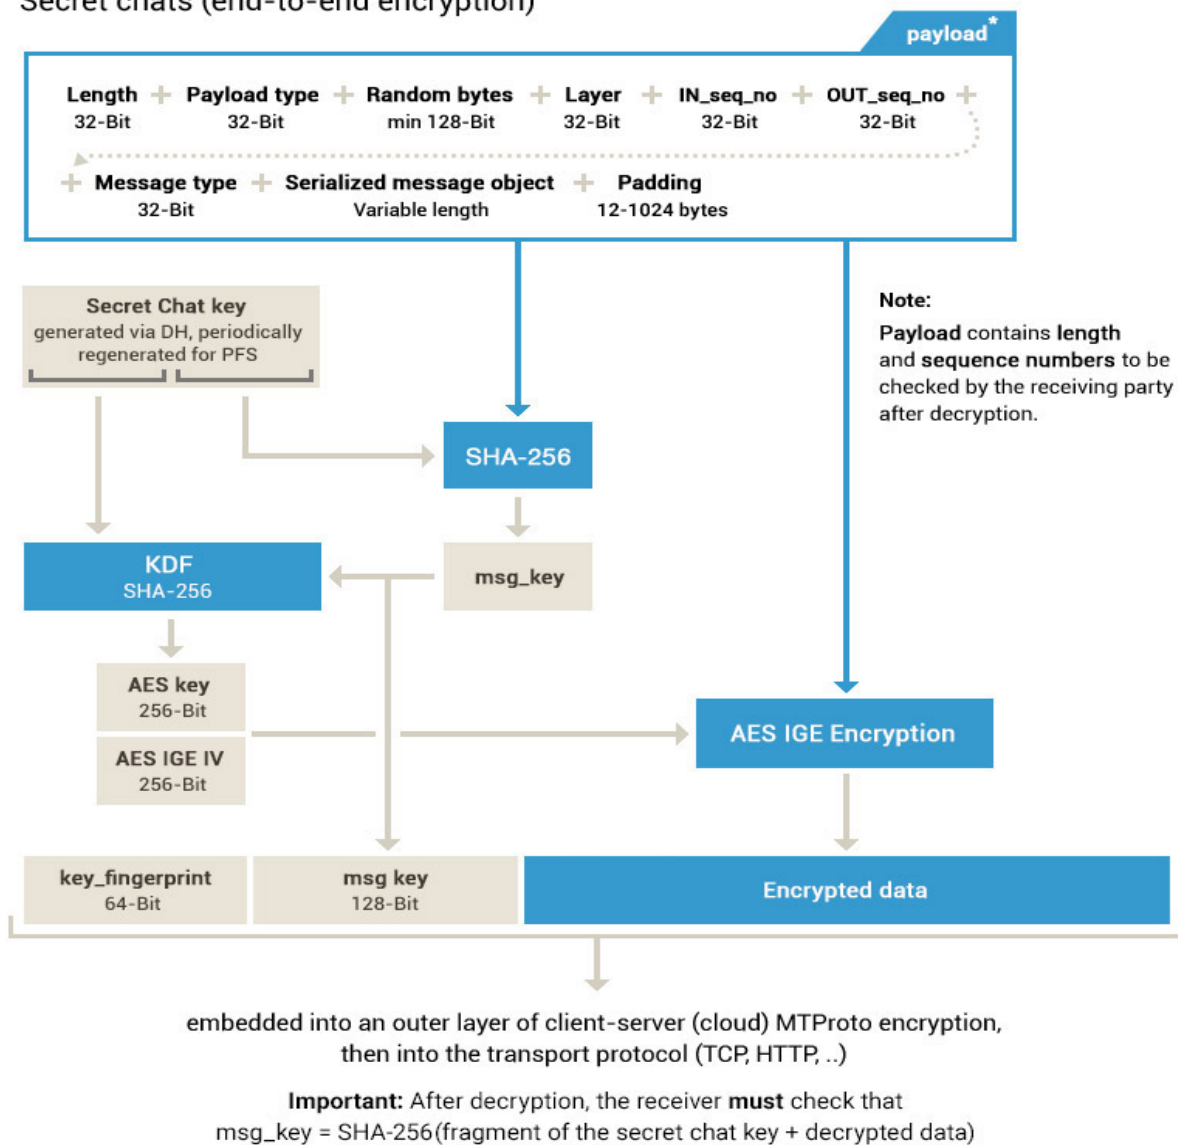 Secret chats (end-to-end encryption)
payload*
Length + Payload type + Random bytes + Layer + IN_seq_no + OUT_seq_no +
32-Bit 32-Bit min 128-Bit 32-Bit 32-Bit 32-Bit
+ Message type + Serialized message object + Padding
32-Bit Variable length 12-1024 bytes
Secret Chat key
generated via DH, periodically
regenerated for PFS
Note:
Payload contains length
and sequence numbers to be
checked by the receiving party
after decryption.
SHA-256
KDF
SHA-256
msg_key
AES key
256-Bit
AES IGE IV
256-Bit
AES IGE Encryption
key_fingerprint
64-Bit
msg key
128-Bit
Encrypted data
embedded into an outer layer of client-server (cloud) MTProto encryption,
then into the transport protocol (TCP, HTTP, ..)
Important: After decryption, the receiver must check that
msg_key = SHA-256(fragment of the secret chat key + decrypted data)